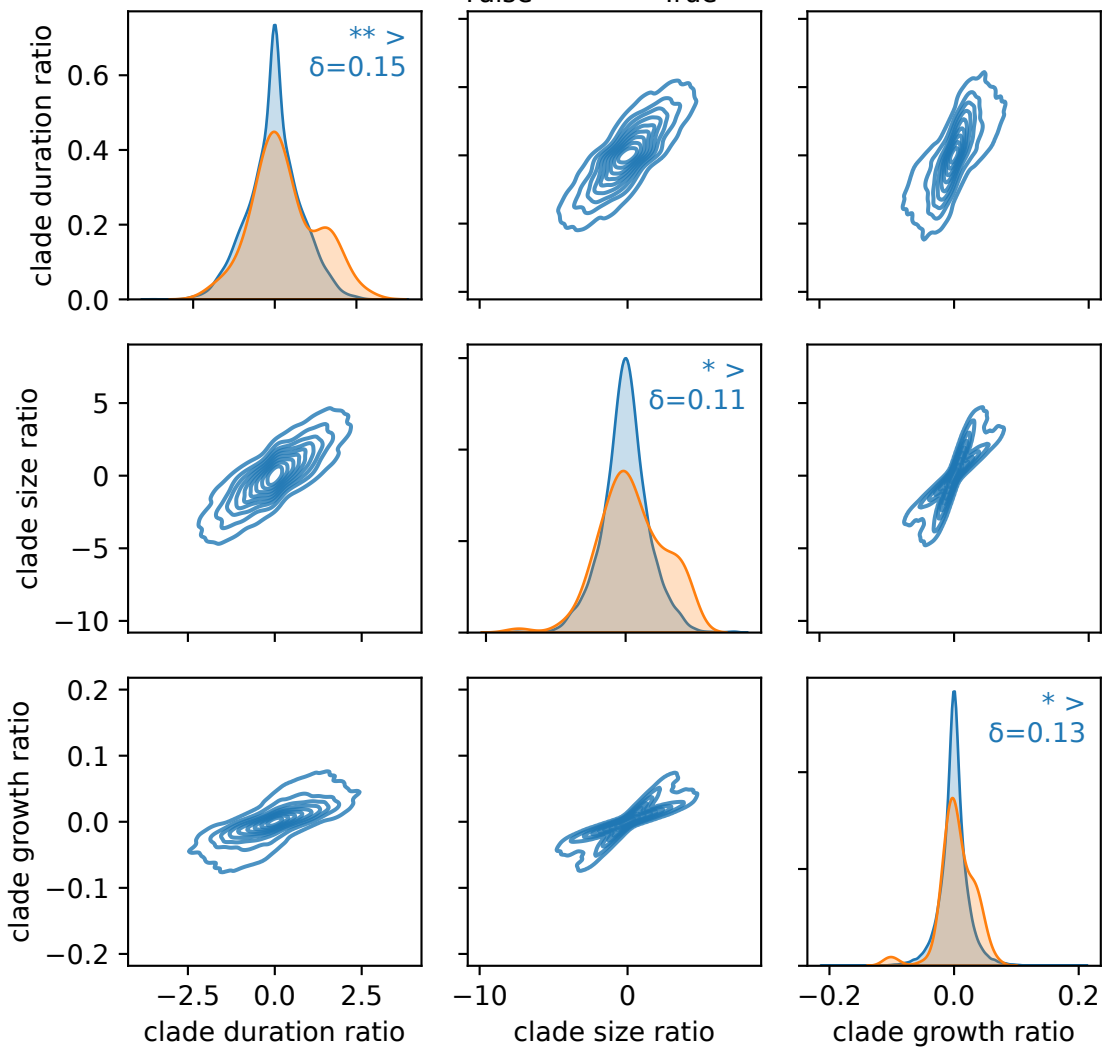 clade duration ratio
0.6
0.4
0.2
0.0
** >
δ=0.15
clade size ratio
5
0
−5
−10
* >
δ=0.11
clade growth ratio
0.2
0.1
0.0
−0.1
−0.2
* >
δ=0.13
−2.5 0.0 2.5
−10 0
−0.2 0.0 0.2
clade duration ratio
clade size ratio
clade growth ratio